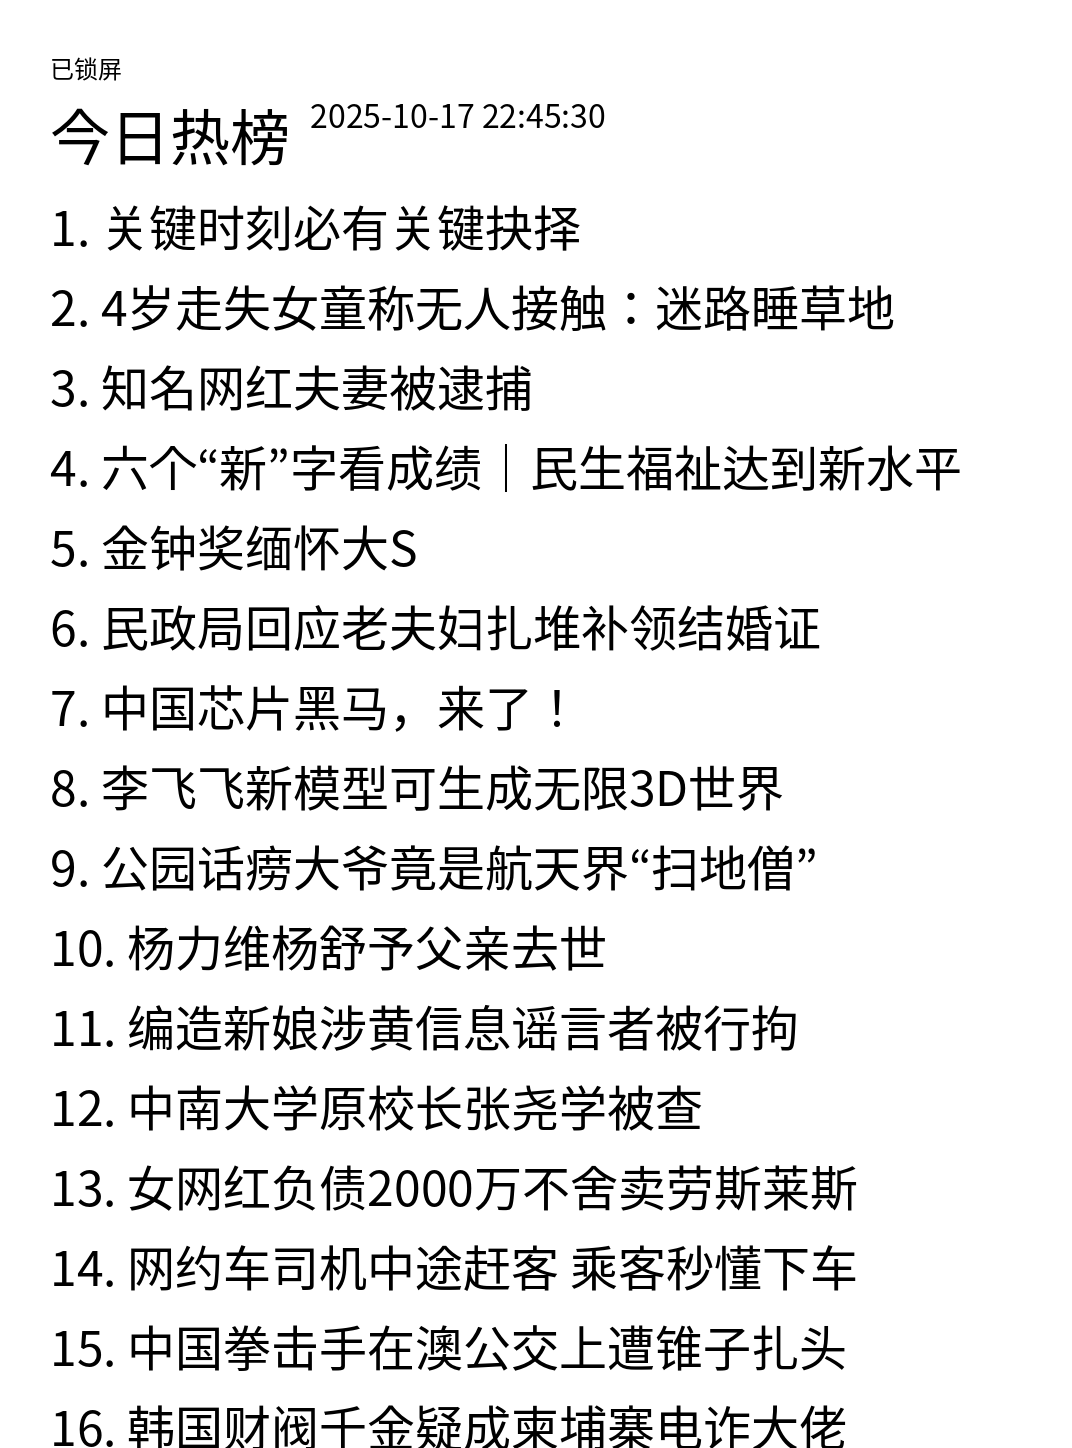 已锁屏
今日热榜 2025-10-17 22:45:30
1. 关键时刻必有关键抉择
2. 4岁走失女童称无人接触：迷路睡草地
3. 知名网红夫妻被逮捕
4. 六个“新”字看成绩｜民生福祉达到新水平
5. 金钟奖缅怀大S
6. 民政局回应老夫妇扎堆补领结婚证
7. 中国芯片黑马，来了！
8. 李飞飞新模型可生成无限3D世界
9. 公园话痨大爷竟是航天界“扫地僧”
10. 杨力维杨舒予父亲去世
11. 编造新娘涉黄信息谣言者被行拘
12. 中南大学原校长张尧学被查
13. 女网红负债2000万不舍卖劳斯莱斯
14. 网约车司机中途赶客 乘客秒懂下车
15. 中国拳击手在澳公交上遭锥子扎头
16. 韩国财阀千金疑成柬埔寨电诈大佬